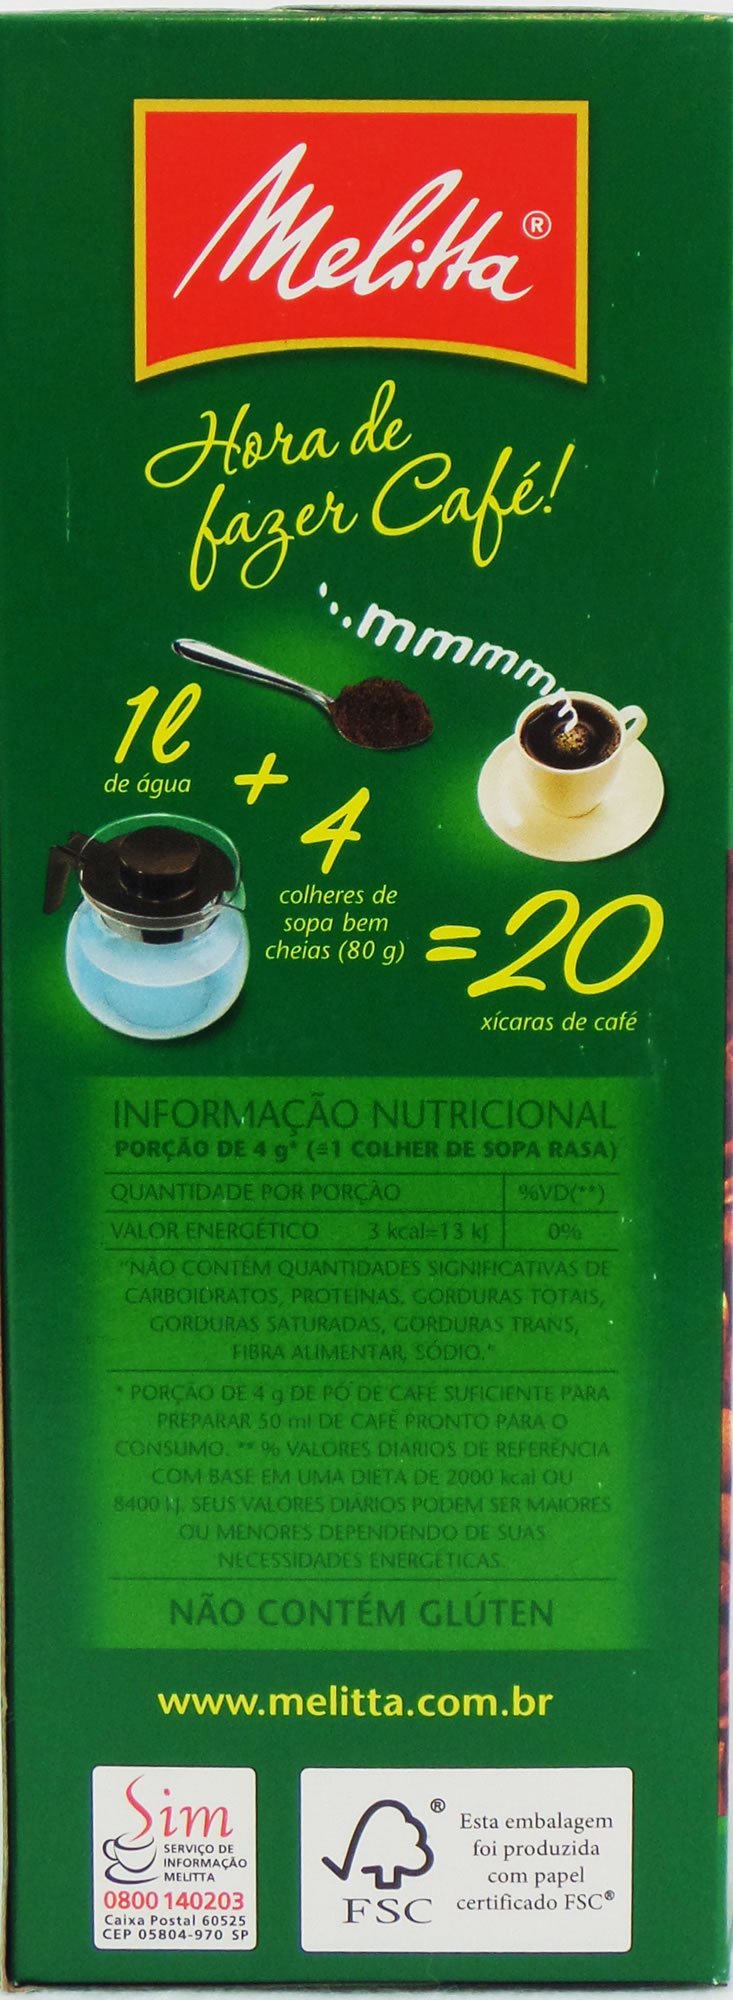 Melitta®
Hora de
fazer Café!
...mmmmm
1l
de água
+
4
colheres de
sopa bem
cheias (80 g)
=20
xícaras de café
INFORMAÇÃO NUTRICIONAL
PORÇÃO DE 4 g* (=1 COLHER DE SOPA RASA)
QUANTIDADE POR PORÇÃO %VD(**)
VALOR ENERGÉTICO 3 kcal=13 kJ 0%
"NÃO CONTÉM QUANTIDADES SIGNIFICATIVAS DE
CARBOIDRATOS, PROTEÍNAS, GORDURAS TOTAIS,
GORDURAS SATURADAS, GORDURAS TRANS,
FIBRA ALIMENTAR, SÓDIO."
* PORÇÃO DE 4 g DE PÓ DE CAFÉ SUFICIENTE PARA
PREPARAR 50 ml DE CAFÉ PRONTO PARA O
CONSUMO. ** % VALORES DIÁRIOS DE REFERÊNCIA
COM BASE EM UMA DIETA DE 2000 kcal OU
8400 kJ. SEUS VALORES DIÁRIOS PODEM SER MAIORES
OU MENORES DEPENDENDO DE SUAS
NECESSIDADES ENERGÉTICAS.
NÃO CONTÉM GLÚTEN
www.melitta.com.br
Sim
SERVIÇO DE
INFORMAÇÃO
MELITTA
0800 140203
Caixa Postal 60525
CEP 05804-970 SP
®
FSC
Esta embalagem
foi produzida
com papel
certificado FSC®